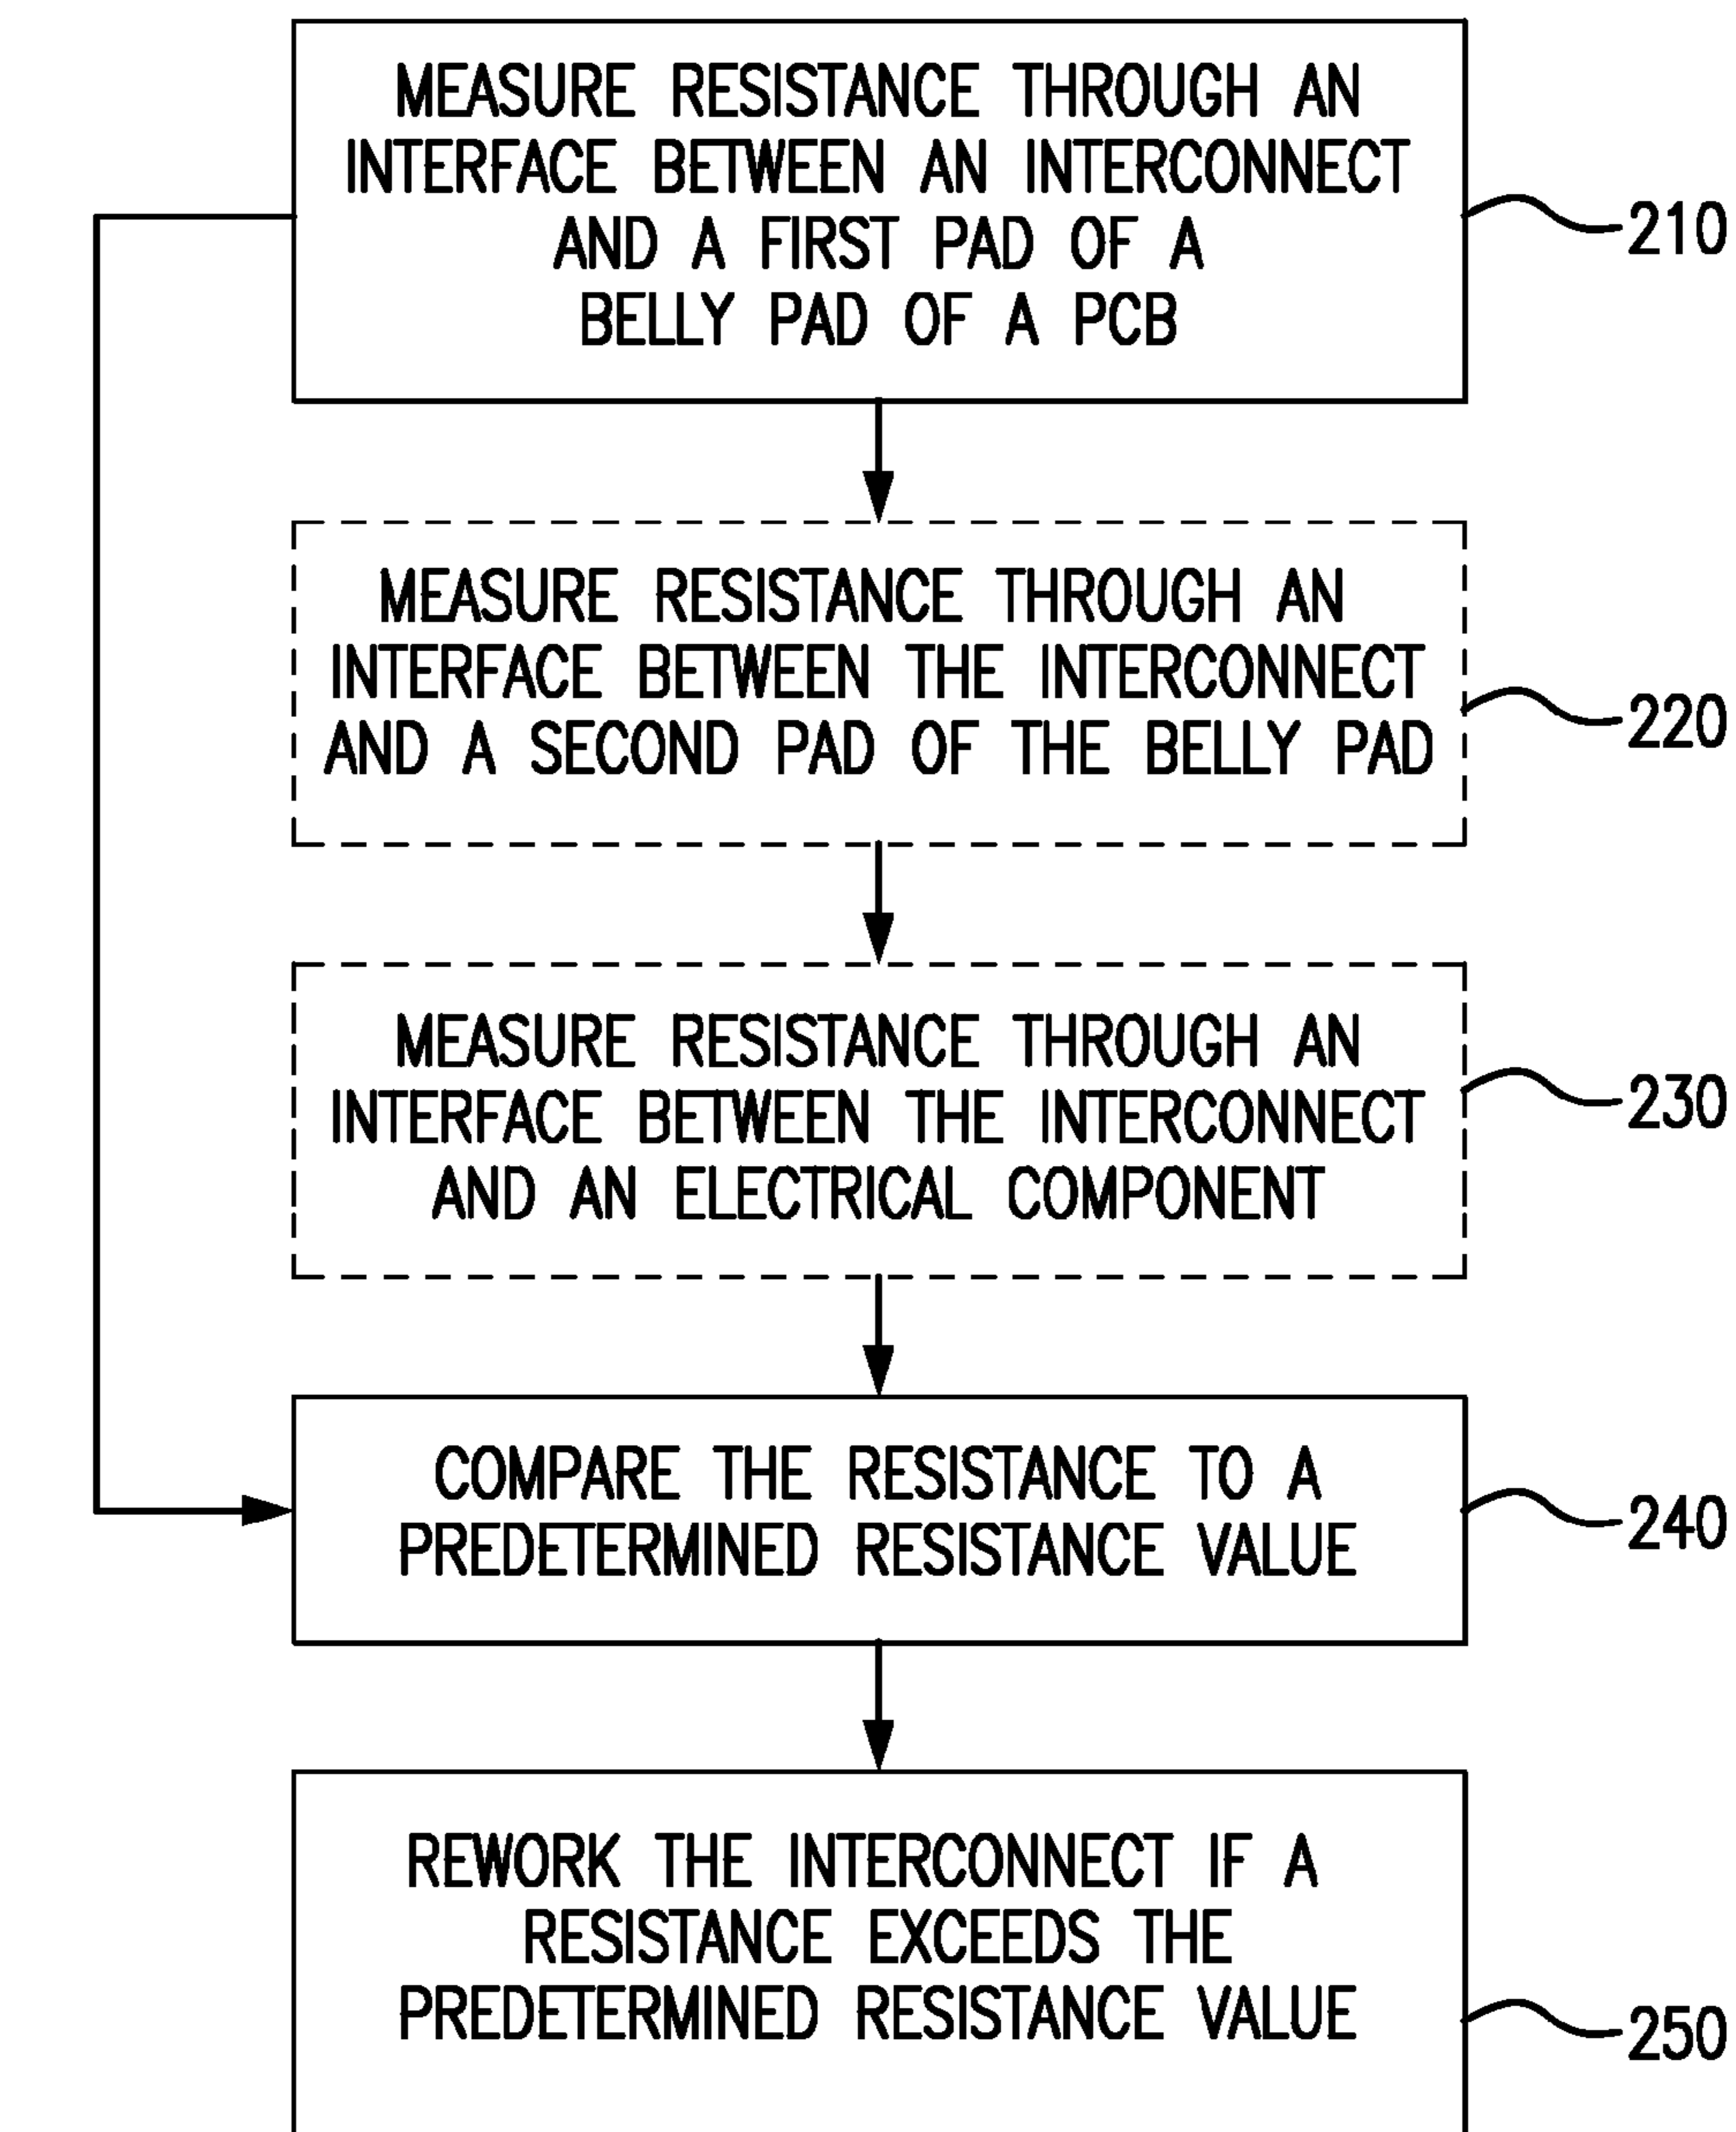 MEASURE RESISTANCE THROUGH AN
INTERFACE BETWEEN AN INTERCONNECT
AND A FIRST PAD OF A
BELLY PAD OF A PCB
210
MEASURE RESISTANCE THROUGH AN
INTERFACE BETWEEN THE INTERCONNECT
AND A SECOND PAD OF THE BELLY PAD
220
MEASURE RESISTANCE THROUGH AN
INTERFACE BETWEEN THE INTERCONNECT
AND AN ELECTRICAL COMPONENT
230
COMPARE THE RESISTANCE TO A
PREDETERMINED RESISTANCE VALUE
240
REWORK THE INTERCONNECT IF A
RESISTANCE EXCEEDS THE
PREDETERMINED RESISTANCE VALUE
250